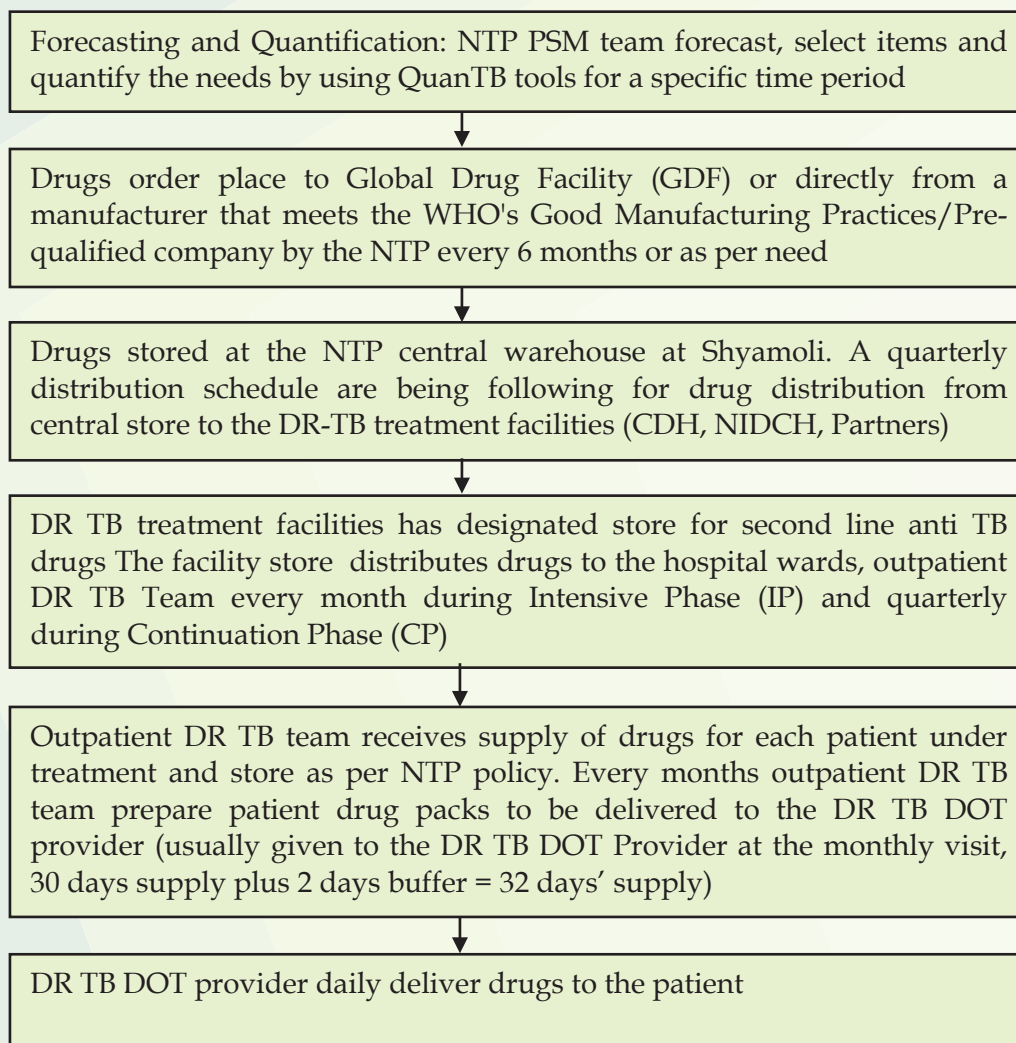 Forecasting and Quantification: NTP PSM team forecast, select items and
quantify the needs by using QuanTB tools for a specific time period
Drugs order place to Global Drug Facility (GDF) or directly from a
manufacturer that meets the WHO's Good Manufacturing Practices/Pre-
qualified company by the NTP every 6 months or as per need
Drugs stored at the NTP central warehouse at Shyamoli. A quarterly
distribution schedule are being following for drug distribution from
central store to the DR-TB treatment facilities (CDH, NIDCH, Partners)
DR TB treatment facilities has designated store for second line anti TB
drugs The facility store distributes drugs to the hospital wards, outpatient
DR TB Team every month during Intensive Phase (IP) and quarterly
during Continuation Phase (CP)
Outpatient DR TB team receives supply of drugs for each patient under
treatment and store as per NTP policy. Every months outpatient DR TB
team prepare patient drug packs to be delivered to the DR TB DOT
provider (usually given to the DR TB DOT Provider at the monthly visit,
30 days supply plus 2 days buffer = 32 days’ supply)
DR TB DOT provider daily deliver drugs to the patient